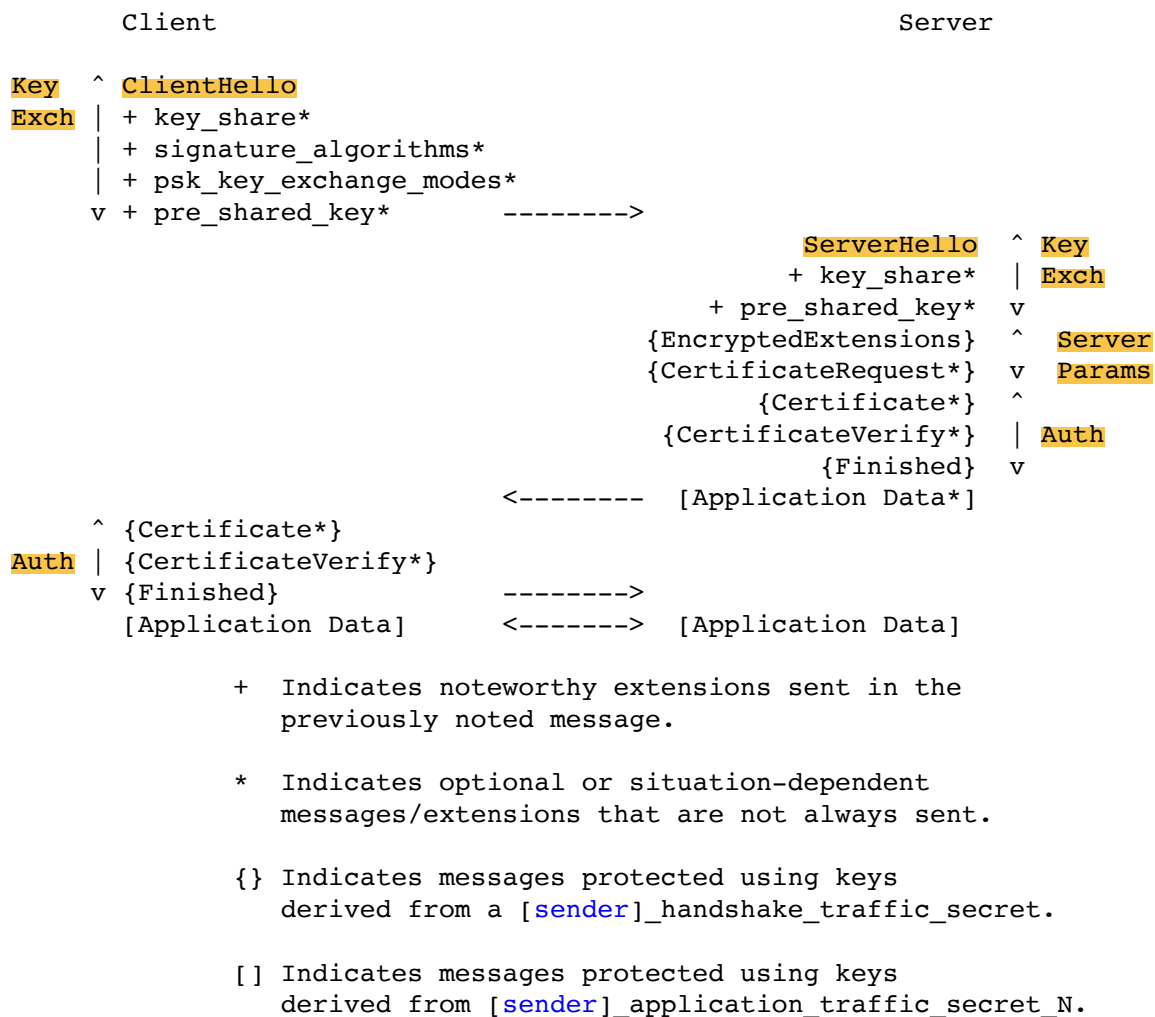 Client Server
Key ^ ClientHello
Exch | + key_share*
| + signature_algorithms*
| + psk_key_exchange_modes*
v + pre_shared_key* -------->
ServerHello ^ Key
+ key_share* | Exch
+ pre_shared_key* v
{EncryptedExtensions} ^ Server
{CertificateRequest*} v Params
{Certificate*} ^
{CertificateVerify*} | Auth
{Finished} v
<-------- [Application Data*]
^ {Certificate*}
Auth | {CertificateVerify*}
v {Finished} -------->
[Application Data] <-------> [Application Data]
+ Indicates noteworthy extensions sent in the
previously noted message.
* Indicates optional or situation-dependent
messages/extensions that are not always sent.
{} Indicates messages protected using keys
derived from a [sender]_handshake_traffic_secret.
[] Indicates messages protected using keys
derived from [sender]_application_traffic_secret_N.